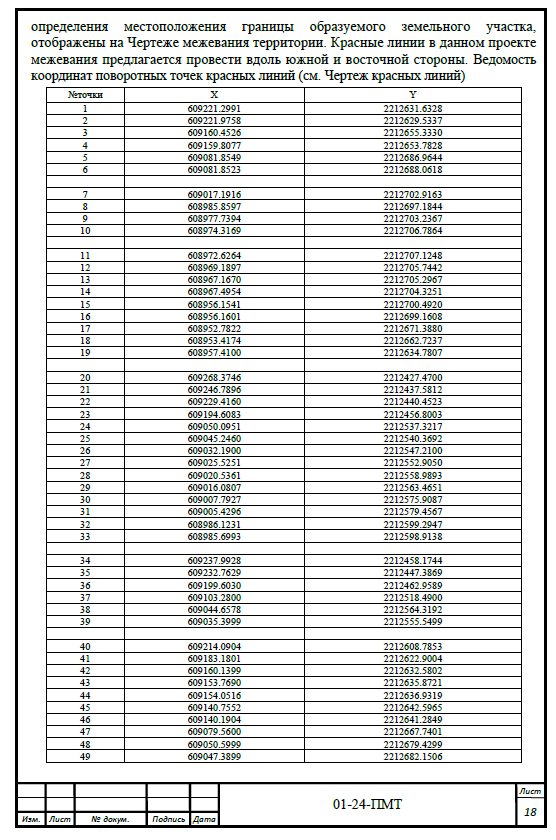 определения местоположения границы образуемого земельного участка,
отображены на Чертеже межевания территории. Красные линии в данном проекте
межевания предлагается провести вдоль южной и восточной стороны. Ведомость
координат поворотных точек красных линий (см. Чертеж красных линий)
№точки X Y
1 609221.2991 2212631.6328
2 609221.9758 2212629.5337
3 609160.4526 2212655.3330
4 609159.8077 2212653.7828
5 609081.8549 2212686.9644
6 609081.8523 2212688.0618
7 609017.1916 2212702.9163
8 608985.8597 2212697.1844
9 608977.7394 2212703.2367
10 608974.3169 2212706.7864
11 608972.6264 2212707.1248
12 608969.1897 2212705.7442
13 608967.1670 2212705.2967
14 608967.4954 2212704.3251
15 608956.1541 2212700.4920
16 608956.1601 2212699.1608
17 608952.7822 2212671.3880
18 608953.4174 2212662.7237
19 608957.4100 2212634.7807
20 609268.3746 2212427.4700
21 609246.7896 2212437.5812
22 609229.4160 2212440.4523
23 609194.6083 2212456.8003
24 609050.0951 2212537.3217
25 609045.2460 2212540.3692
26 609032.1900 2212547.2100
27 609025.5251 2212552.9050
28 609020.5361 2212558.9893
29 609016.0807 2212563.4651
30 609007.7927 2212575.9087
31 609005.4296 2212579.4567
32 608986.1231 2212599.2947
33 608985.6993 2212598.9138
34 609237.9928 2212458.1744
35 609232.7629 2212447.3869
36 609199.6030 2212462.9589
37 609103.2800 2212518.4900
38 609044.6578 2212564.3192
39 609035.3999 2212555.5499
40 609214.0904 2212608.7853
41 609183.1801 2212622.9004
42 609160.1399 2212632.5802
43 609153.7690 2212635.8721
44 609154.0516 2212636.9319
45 609140.7552 2212642.5965
46 609140.1904 2212641.2849
47 609079.5600 2212667.7401
48 609050.5999 2212679.4299
49 609047.3899 2212682.1506
01-24-ПМТ
Лист
18
Изм. Лист № докум. Подпись Дата